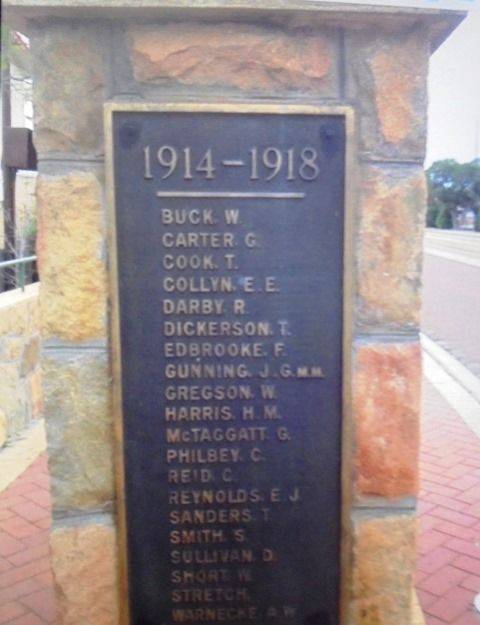 1914-1918
BUCK. W.
CARTER. G.
COOK. T.
COLLYN. E. E.
DARBY. R.
DICKERSON. T.
EDBROOKE. F.
GUNNING. J. G. M.M.
GREGSON. W.
HARRIS. H. M.
McTAGGATT. G.
PHILBEY. C.
REID. C.
REYNOLDS. E. J.
SANDERS. T.
SMITH. S.
SULLIVAN. D.
SHORT. W.
STRETCH.
WARNECKE. A. W.